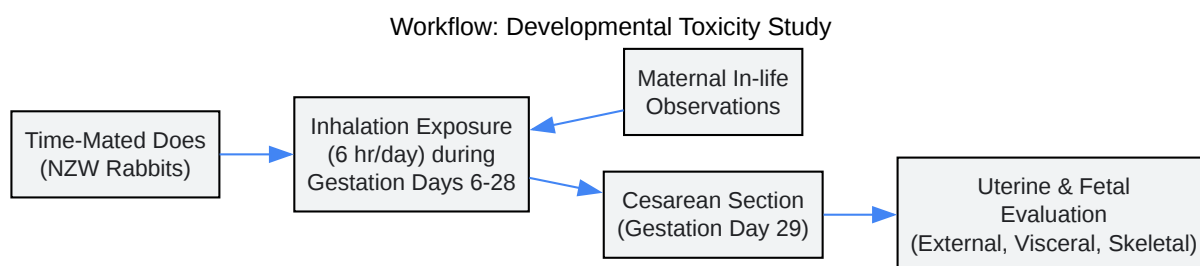 Workflow: Developmental Toxicity Study
Time-Mated Does
(NZW Rabbits)
Inhalation Exposure
(6 hr/day) during
Gestation Days 6-28
Maternal In-life
Observations
Cesarean Section
(Gestation Day 29)
Uterine & Fetal
Evaluation
(External, Visceral, Skeletal)